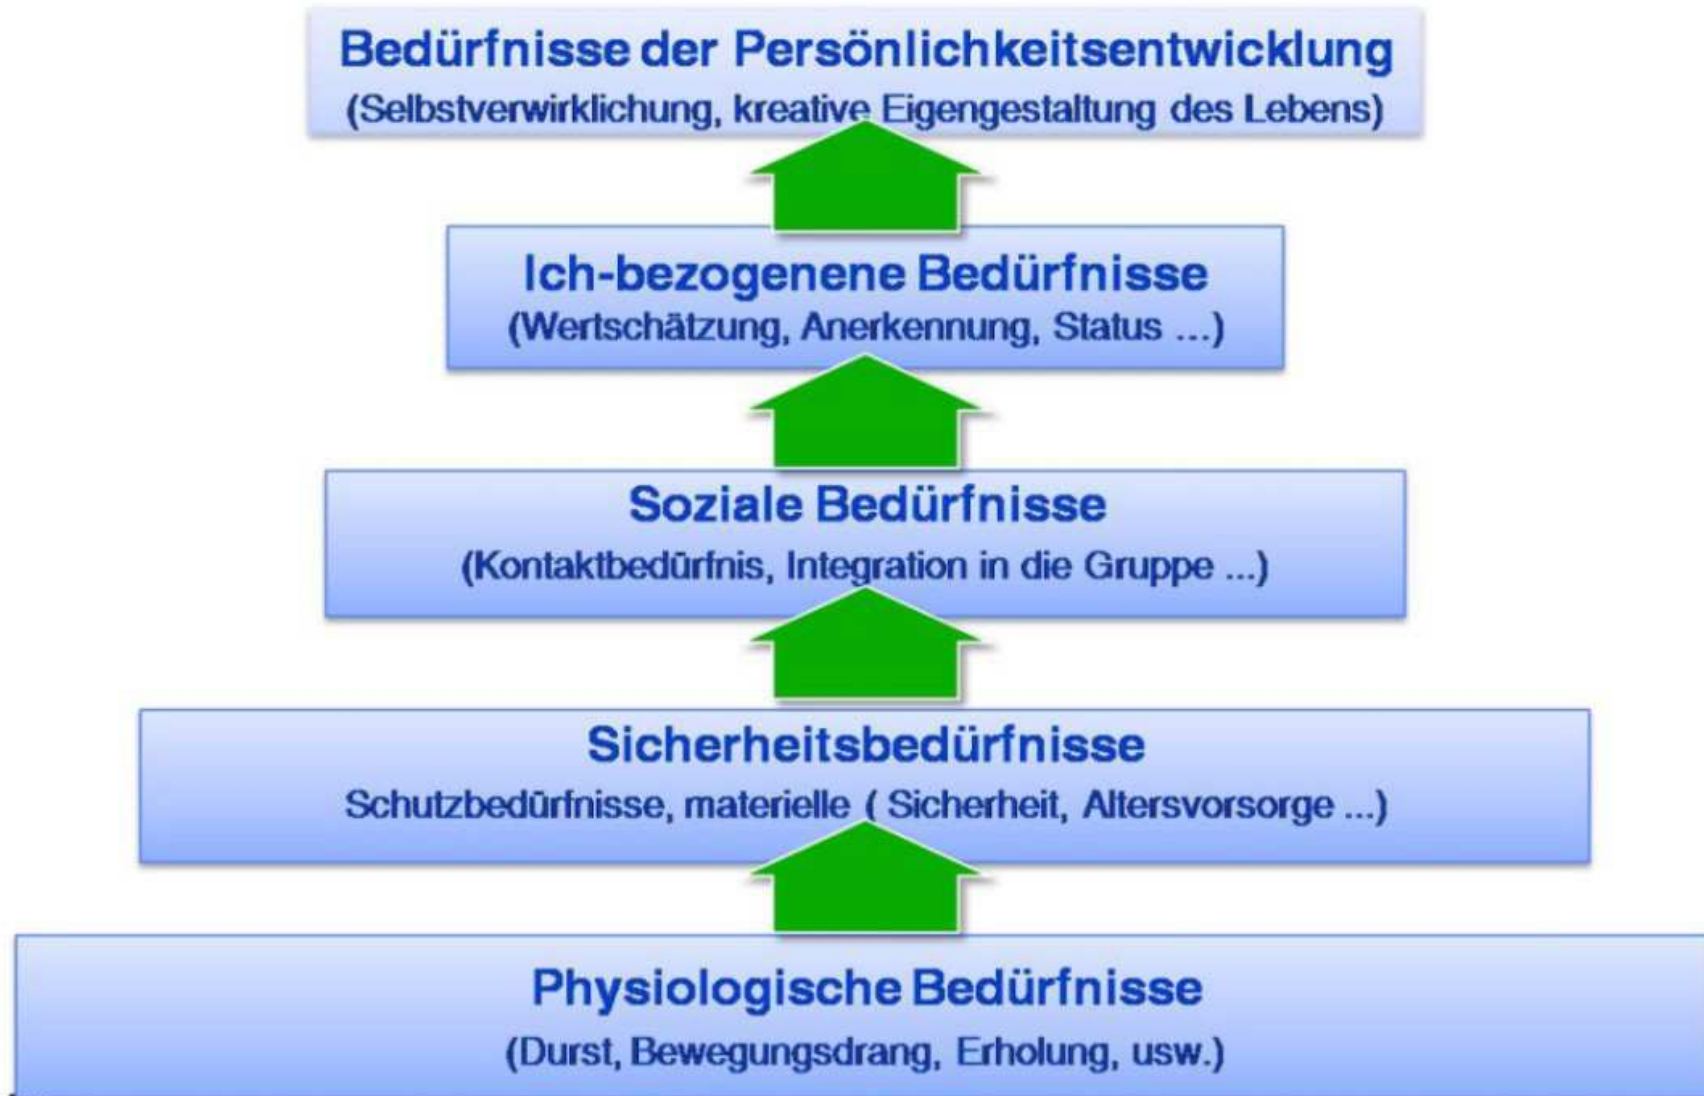 Bedürfnisse der Persönlichkeitsentwicklung
(Selbstverwirklichung, kreative Eigengestaltung des Lebens)
Ich-bezogenene Bedürfnisse
(Wertschätzung, Anerkennung, Status ...)
Soziale Bedürfnisse
(Kontaktbedürfnis, Integration in die Gruppe ...)
Sicherheitsbedürfnisse
Schutzbedürfnisse, materielle ( Sicherheit, Altersvorsorge ...)
Physiologische Bedürfnisse
(Durst, Bewegungsdrang, Erholung, usw.)